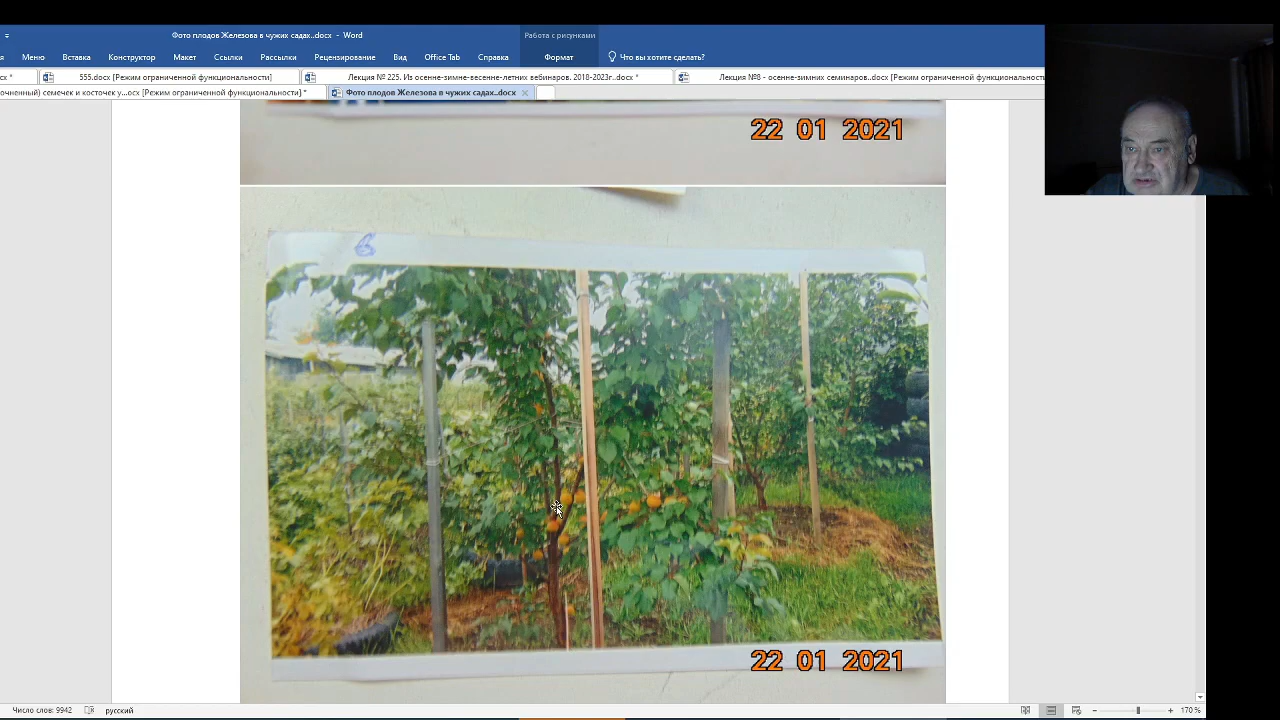 Фото плодов Железова в чужих садах..docx - Word
Работа с рисунками
Меню Вставка Конструктор Макет Ссылки Рассылки Рецензирование Вид Office Tab Справка Формат Что вы хотите сделать?
555.docx [Режим ограниченной функциональности]
Лекция № 225. Из осенне-зимне-весенне-летних вебинаров. 2018-2023г..docx *
Лекция №8 - осенне-зимних семинаров..docx [Режим ограниченной функциональности
семечек и косточек у...ocx [Режим ограниченной функциональности] *
Фото плодов Железова в чужих садах..docx
22 01 2021
22 01 2021
Число слов: 9942 русский
170 %